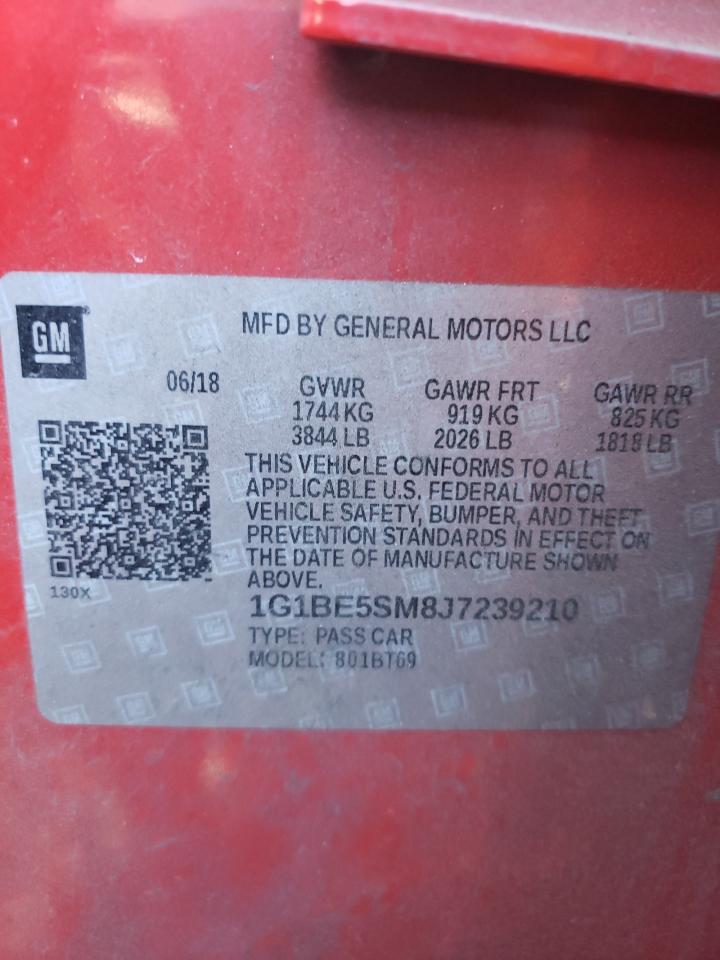 GM
MFD BY GENERAL MOTORS LLC
06/18 GVWR GAWR FRT GAWR RR
1744 KG 919 KG 825 KG
3844 LB 2026 LB 1818 LB
THIS VEHICLE CONFORMS TO ALL
APPLICABLE U.S. FEDERAL MOTOR
VEHICLE SAFETY, BUMPER, AND THEFT
PREVENTION STANDARDS IN EFFECT ON
THE DATE OF MANUFACTURE SHOWN
ABOVE.
130X
1G1BE5SM8J7239210
TYPE: PASS CAR
MODEL: 801BT69